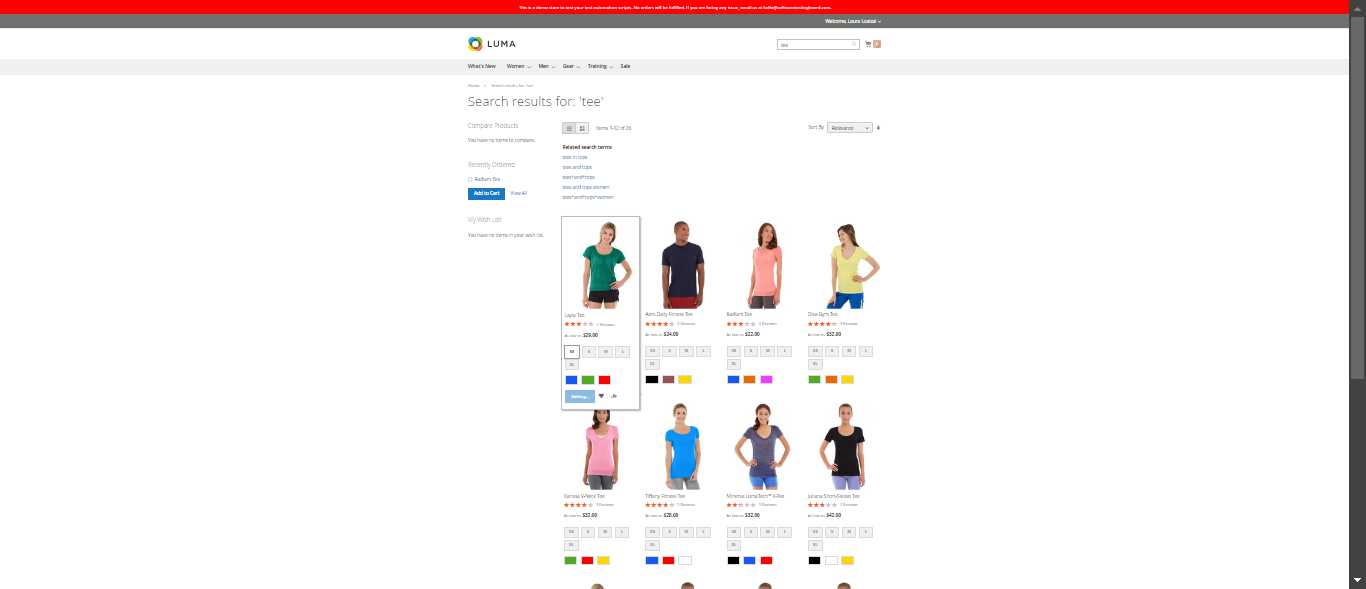 This is a demo store to test your test automation scripts. No orders will be fulfilled. If you are facing any issue, email us at hello@softwaretestingboard.com.
Welcome, Laura
LUMA
tee
What's New Women Men Gear Training Sale
Home Search results for: 'tee'
Search results for: 'tee'
Compare Products
You have no items to compare.
Recently Ordered
Radiant Tee
Add to Cart View All
My Wish List
You have no items in your wish list.
Items 1-12 of
Sort By Relevance
Related search terms
tees in tops
tees and tops
tees+and+tops
tees and tops women
tees+and+tops+women
Layla Tee
2 Reviews
As low as $29.00
XS S M L
XL
Adding...
Aero Daily Fitness Tee
3 Reviews
As low as $24.00
XS S M L
XL
Radiant Tee
3 Reviews
As low as $22.00
XS S M L
XL
Diva Gym Tee
3 Reviews
As low as $32.00
XS S M L
XL
Karissa V-Neck Tee
3 Reviews
As low as $32.00
XS S M L
XL
Tiffany Fitness Tee
3 Reviews
As low as $28.00
XS S M L
XL
Minerva LumaTech™ V-Tee
3 Reviews
As low as $32.00
XS S M L
XL
Juliana Short-Sleeve Tee
2 Reviews
As low as $42.00
XS S M L
XL